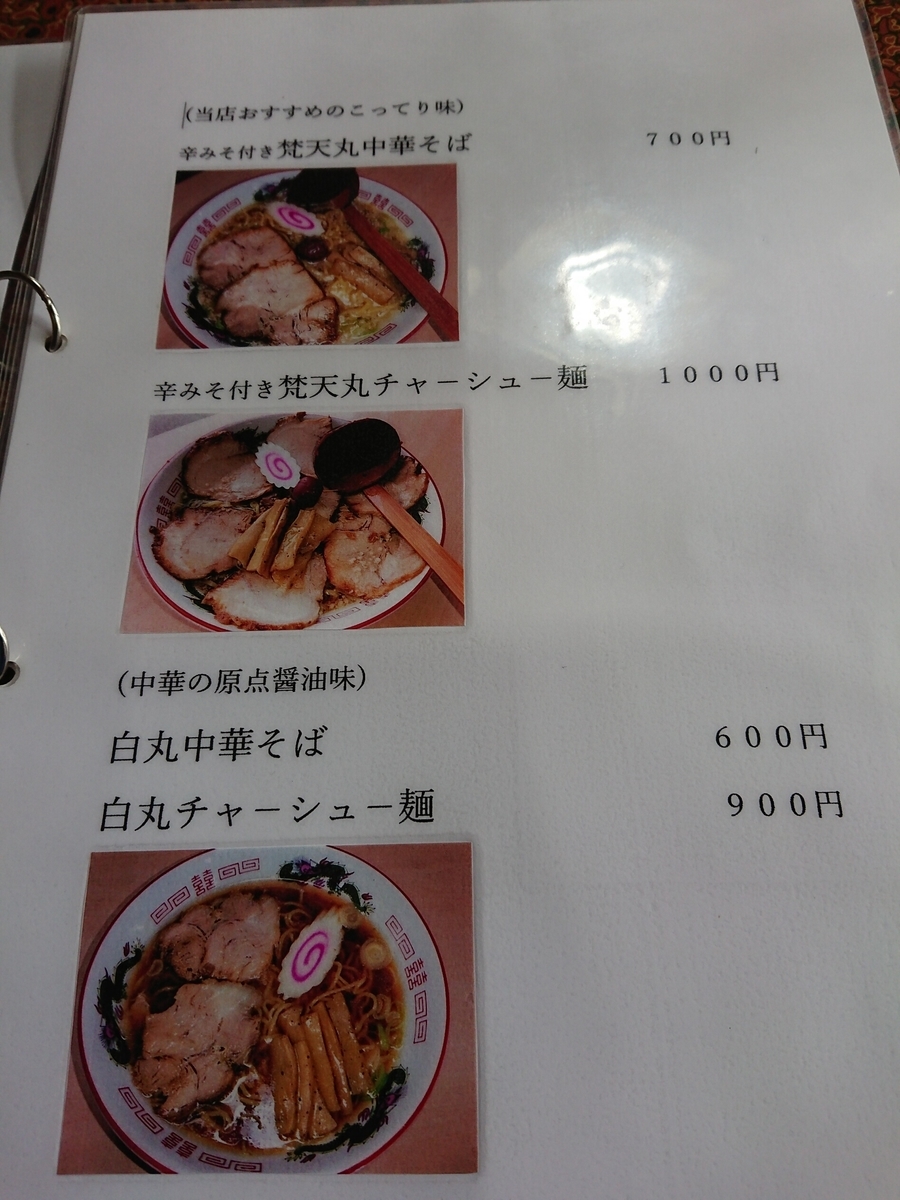 (当店おすすめのこってり味)
辛みそ付き梵天丸中華そば ７００円
辛みそ付き梵天丸チャーシュー麺 １０００円
(中華の原点醤油味)
白丸中華そば ６００円
白丸チャーシュー麺 ９００円